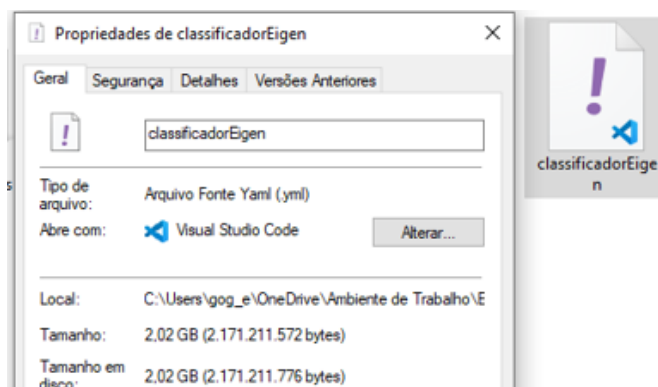 Propriedades de classificadorEigen
Geral Segurança Detalhes Versões Anteriores
classificadorEigen
Tipo de arquivo: Arquivo Fonte Yaml (.yml)
Abre com: Visual Studio Code Alterar...
Local: C:\Users\gog_e\OneDrive\Ambiente de Trabalho\E
Tamanho: 2,02 GB (2.171.211.572 bytes)
Tamanho em disco: 2,02 GB (2.171.211.776 bytes)
classificadorEige
n